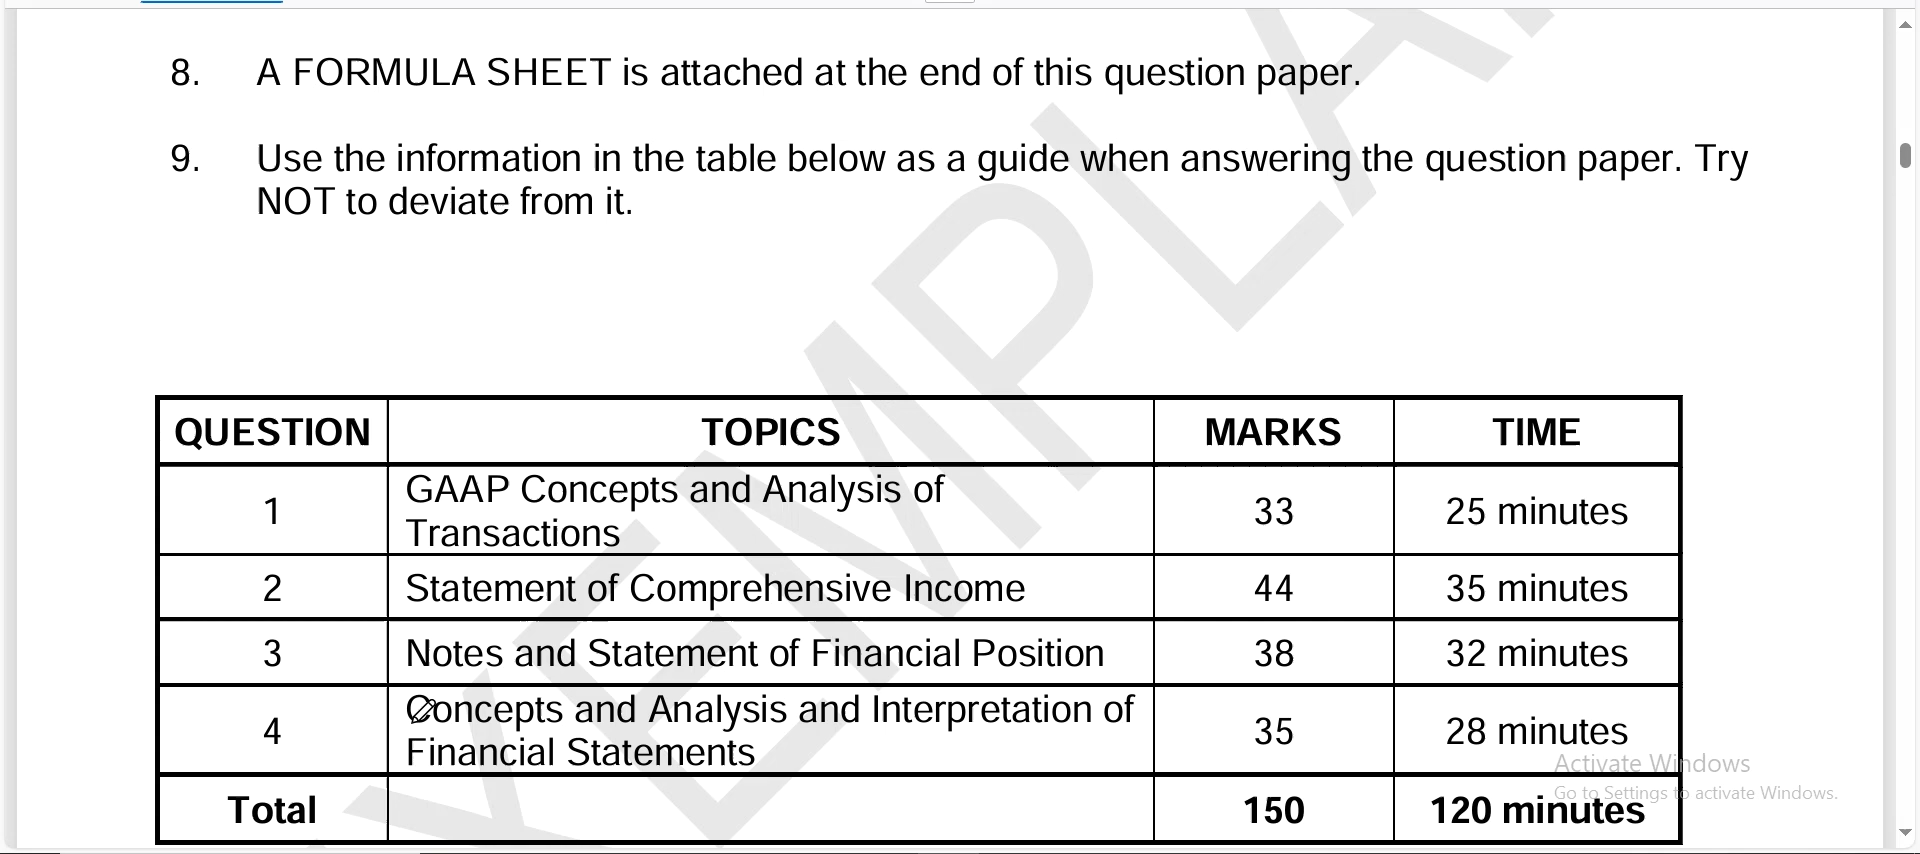 8. A FORMULA SHEET is attached at the end of this question paper.
9. Use the information in the table below as a guide when answering the question paper. Try
NOT to deviate from it.
QUESTION TOPICS MARKS TIME
1 GAAP Concepts and Analysis of Transactions 33 25 minutes
2 Statement of Comprehensive Income 44 35 minutes
3 Notes and Statement of Financial Position 38 32 minutes
4 Concepts and Analysis and Interpretation of Financial Statements 35 28 minutes
Total 150 120 minutes
Activate Windows
Go to Settings to activate Windows.